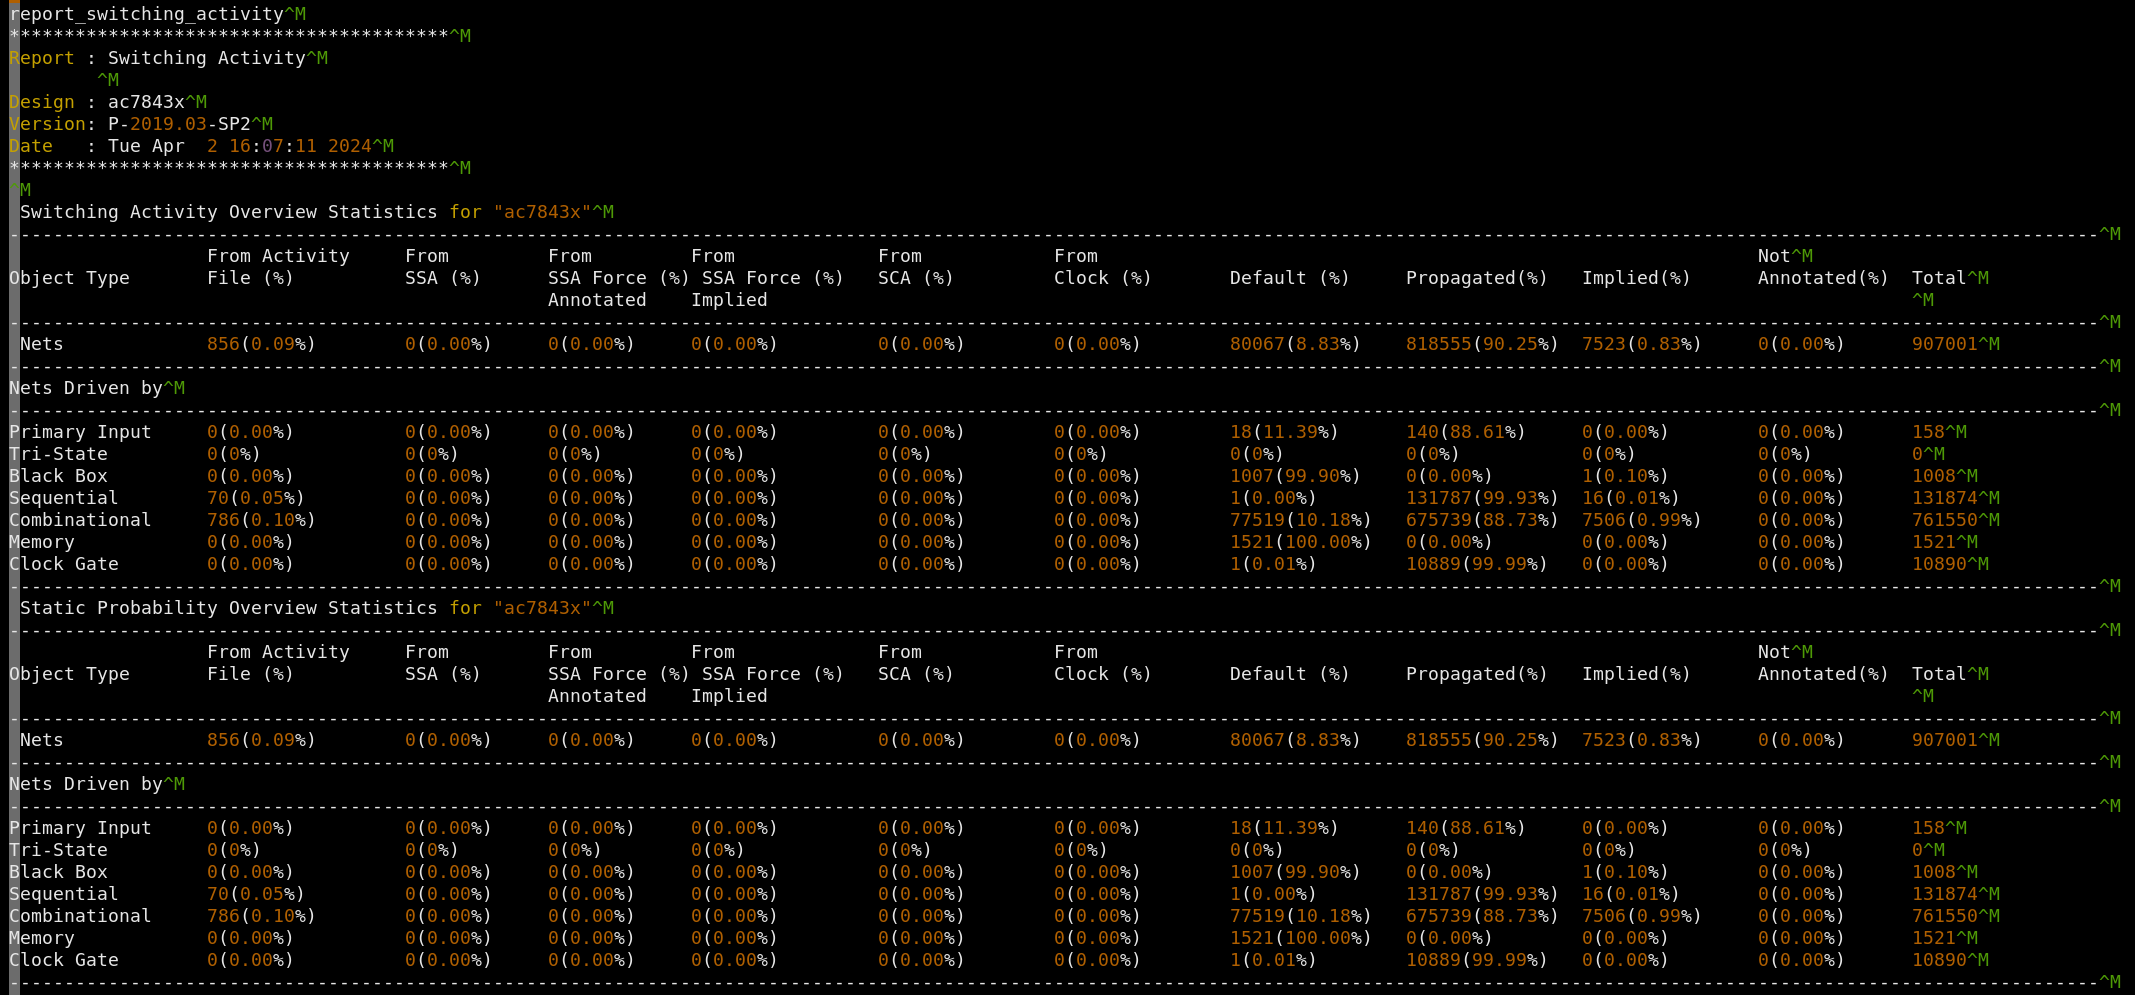 report_switching_activity^M
****************************************^M
Report : Switching Activity^M
        ^M
Design : ac7843x^M
Version: P-2019.03-SP2^M
Date   : Tue Apr  2 16:07:11 2024^M
****************************************^M
^M
 Switching Activity Overview Statistics for "ac7843x"^M
----------------------------------------------------------------------------------------------------------------------------------------------------------------------------------------------^M
                  From Activity     From         From         From             From            From                                                            Not^M
Object Type       File (%)          SSA (%)      SSA Force (%) SSA Force (%)   SCA (%)         Clock (%)       Default (%)     Propagated(%)   Implied(%)      Annotated(%)  Total^M
                                                 Annotated    Implied                                                                                                        ^M
----------------------------------------------------------------------------------------------------------------------------------------------------------------------------------------------^M
 Nets             856(0.09%)        0(0.00%)     0(0.00%)     0(0.00%)         0(0.00%)        0(0.00%)        80067(8.83%)    818555(90.25%)  7523(0.83%)     0(0.00%)      907001^M
----------------------------------------------------------------------------------------------------------------------------------------------------------------------------------------------^M
Nets Driven by^M
----------------------------------------------------------------------------------------------------------------------------------------------------------------------------------------------^M
Primary Input     0(0.00%)          0(0.00%)     0(0.00%)     0(0.00%)         0(0.00%)        0(0.00%)        18(11.39%)      140(88.61%)     0(0.00%)        0(0.00%)      158^M
Tri-State         0(0%)             0(0%)        0(0%)        0(0%)            0(0%)           0(0%)           0(0%)           0(0%)           0(0%)           0(0%)         0^M
Black Box         0(0.00%)          0(0.00%)     0(0.00%)     0(0.00%)         0(0.00%)        0(0.00%)        1007(99.90%)    0(0.00%)        1(0.10%)        0(0.00%)      1008^M
Sequential        70(0.05%)         0(0.00%)     0(0.00%)     0(0.00%)         0(0.00%)        0(0.00%)        1(0.00%)        131787(99.93%)  16(0.01%)       0(0.00%)      131874^M
Combinational     786(0.10%)        0(0.00%)     0(0.00%)     0(0.00%)         0(0.00%)        0(0.00%)        77519(10.18%)   675739(88.73%)  7506(0.99%)     0(0.00%)      761550^M
Memory            0(0.00%)          0(0.00%)     0(0.00%)     0(0.00%)         0(0.00%)        0(0.00%)        1521(100.00%)   0(0.00%)        0(0.00%)        0(0.00%)      1521^M
Clock Gate        0(0.00%)          0(0.00%)     0(0.00%)     0(0.00%)         0(0.00%)        0(0.00%)        1(0.01%)        10889(99.99%)   0(0.00%)        0(0.00%)      10890^M
----------------------------------------------------------------------------------------------------------------------------------------------------------------------------------------------^M
 Static Probability Overview Statistics for "ac7843x"^M
----------------------------------------------------------------------------------------------------------------------------------------------------------------------------------------------^M
                  From Activity     From         From         From             From            From                                                            Not^M
Object Type       File (%)          SSA (%)      SSA Force (%) SSA Force (%)   SCA (%)         Clock (%)       Default (%)     Propagated(%)   Implied(%)      Annotated(%)  Total^M
                                                 Annotated    Implied                                                                                                        ^M
----------------------------------------------------------------------------------------------------------------------------------------------------------------------------------------------^M
 Nets             856(0.09%)        0(0.00%)     0(0.00%)     0(0.00%)         0(0.00%)        0(0.00%)        80067(8.83%)    818555(90.25%)  7523(0.83%)     0(0.00%)      907001^M
----------------------------------------------------------------------------------------------------------------------------------------------------------------------------------------------^M
Nets Driven by^M
----------------------------------------------------------------------------------------------------------------------------------------------------------------------------------------------^M
Primary Input     0(0.00%)          0(0.00%)     0(0.00%)     0(0.00%)         0(0.00%)        0(0.00%)        18(11.39%)      140(88.61%)     0(0.00%)        0(0.00%)      158^M
Tri-State         0(0%)             0(0%)        0(0%)        0(0%)            0(0%)           0(0%)           0(0%)           0(0%)           0(0%)           0(0%)         0^M
Black Box         0(0.00%)          0(0.00%)     0(0.00%)     0(0.00%)         0(0.00%)        0(0.00%)        1007(99.90%)    0(0.00%)        1(0.10%)        0(0.00%)      1008^M
Sequential        70(0.05%)         0(0.00%)     0(0.00%)     0(0.00%)         0(0.00%)        0(0.00%)        1(0.00%)        131787(99.93%)  16(0.01%)       0(0.00%)      131874^M
Combinational     786(0.10%)        0(0.00%)     0(0.00%)     0(0.00%)         0(0.00%)        0(0.00%)        77519(10.18%)   675739(88.73%)  7506(0.99%)     0(0.00%)      761550^M
Memory            0(0.00%)          0(0.00%)     0(0.00%)     0(0.00%)         0(0.00%)        0(0.00%)        1521(100.00%)   0(0.00%)        0(0.00%)        0(0.00%)      1521^M
Clock Gate        0(0.00%)          0(0.00%)     0(0.00%)     0(0.00%)         0(0.00%)        0(0.00%)        1(0.01%)        10889(99.99%)   0(0.00%)        0(0.00%)      10890^M
----------------------------------------------------------------------------------------------------------------------------------------------------------------------------------------------^M